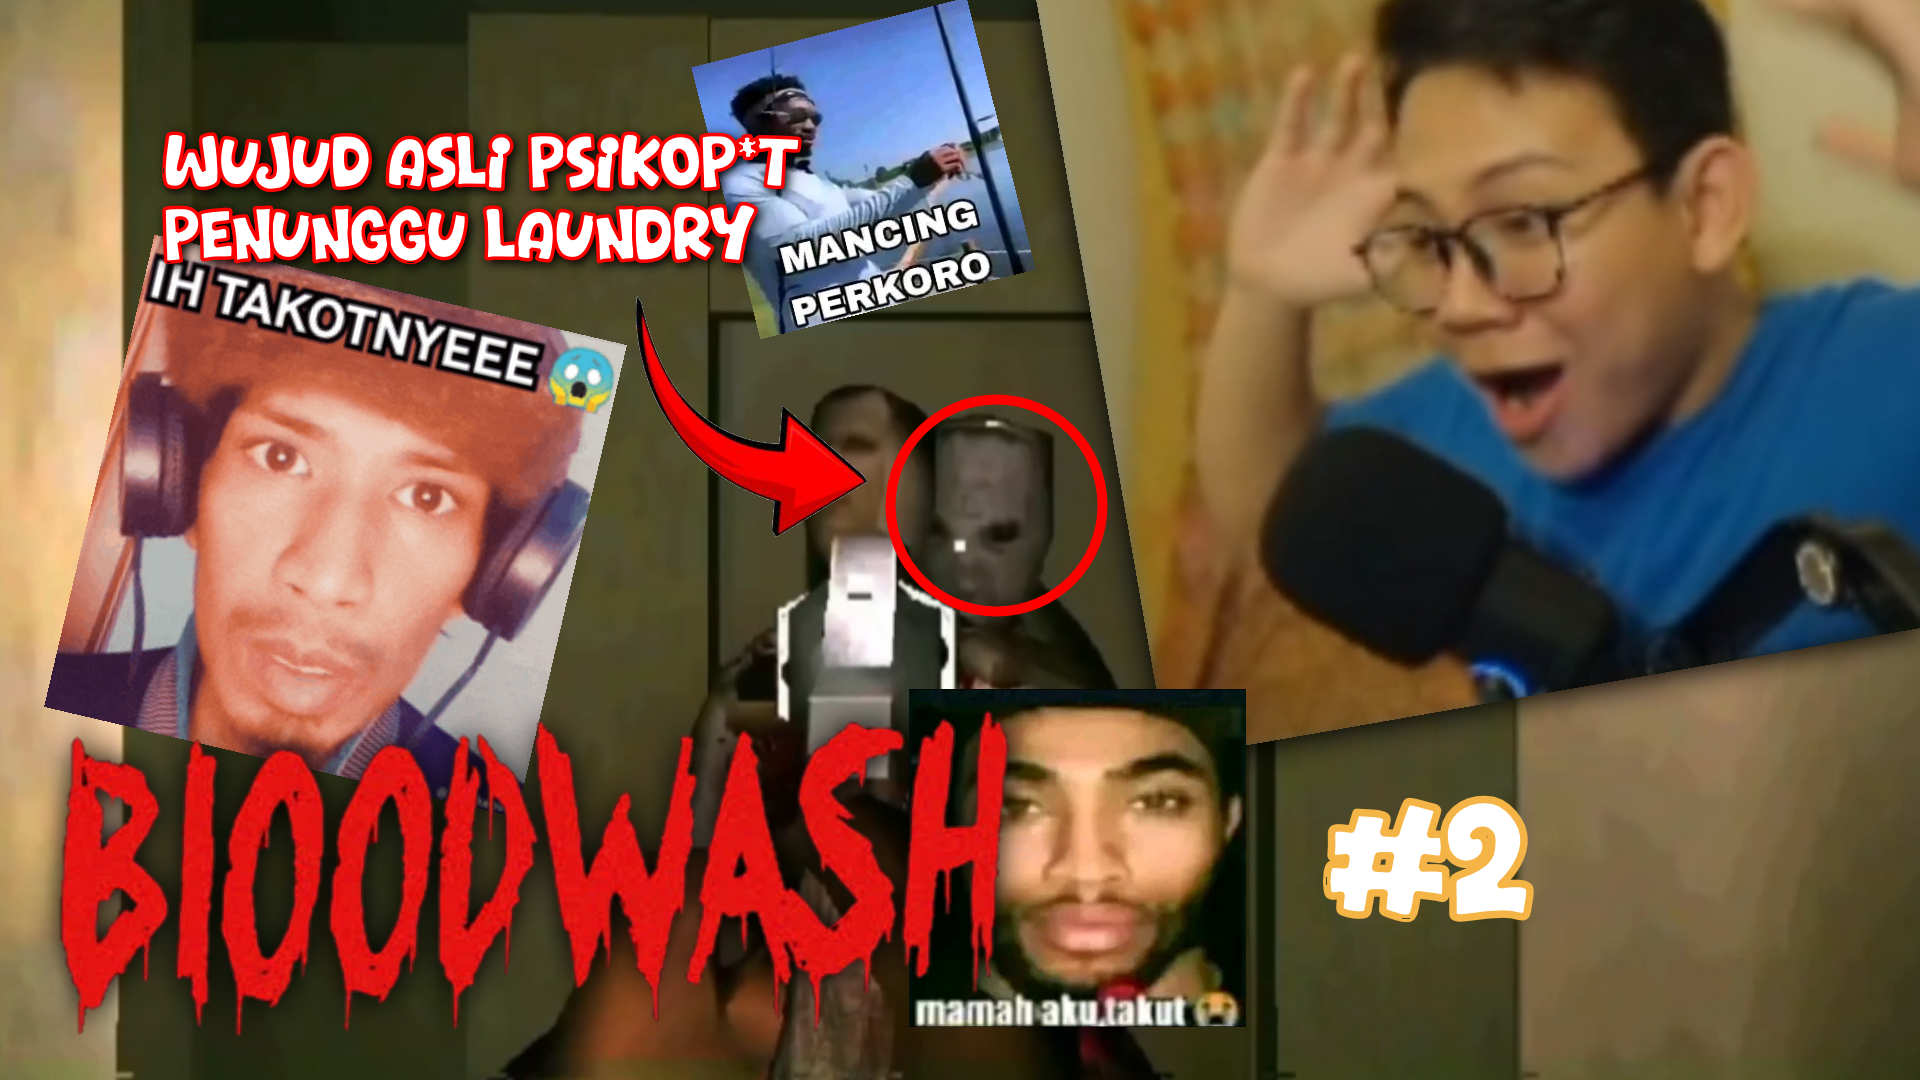 WUJUD ASLI PSIKOP*T
PENUNGGU LAUNDRY
MANCING
PERKORO
IH TAKOTNYEEE 😱
BLOODWASH
#2
mamah aku takut 😭